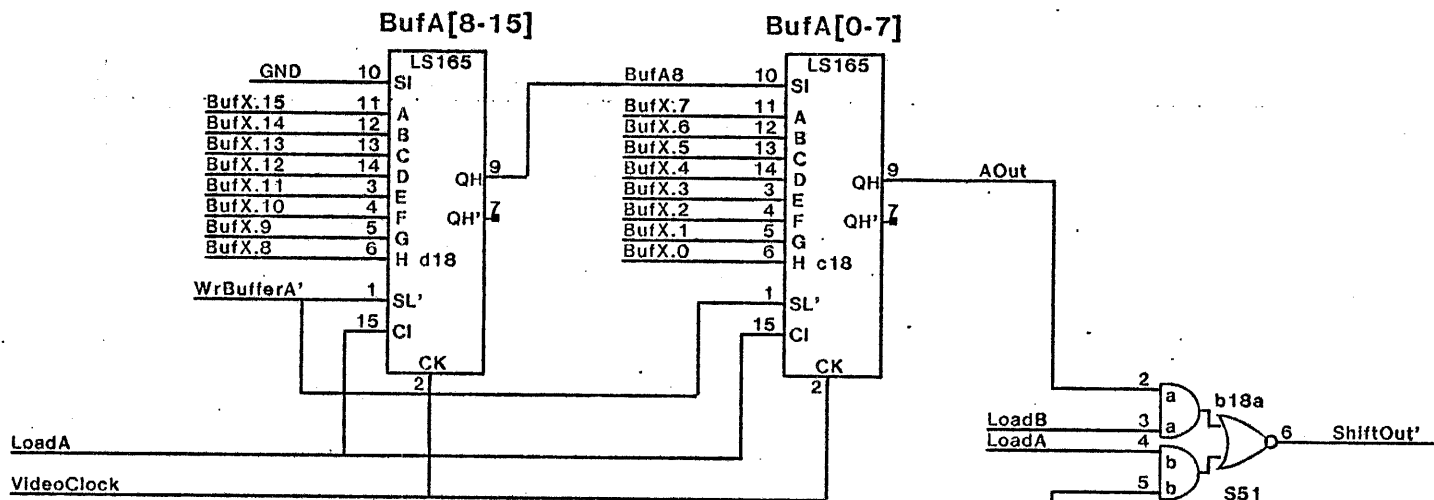 BufA[8-15]
BufA[0-7]
LS165
LS165
GND 10 SI
BufA8 10 SI
BufX.15 11 A
BufX.7 11 A
BufX.14 12 B
BufX.6 12 B
BufX.13 13 C
BufX.5 13 C
BufX.12 14 D QH 9
BufX.4 14 D QH 9 AOut
BufX.11 3 E
BufX.3 3 E
BufX.10 4 F QH' 7
BufX.2 4 F QH' 7
BufX.9 5 G
BufX.1 5 G
BufX.8 6 H d18
BufX.0 6 H c18
WrBufferA' 1 SL'
1 SL'
15 CI
15 CI
CK
CK
2
2
2 a b18a
LoadB 3 a
LoadA 4 b
6 ShiftOut'
LoadA
5 b
S51
VideoClock